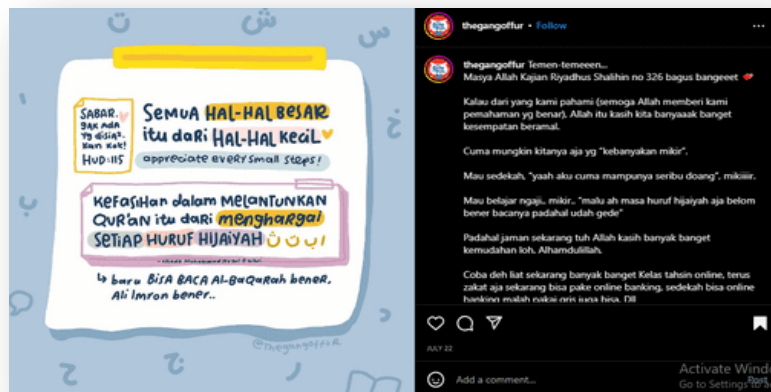 ت
ش
س
SABAR.
gak ada
yg disia²-
kan kok!
HUD:115
SEMUA HAL-HAL BESAR
itu dari HAL-HAL KeciL
appreciate every small steps!
KeFasiHan dalam MeLanTunKan
QUR'an itu dari menghargai
SETIAP HURUF HIJAIYAH ا ب ت ث
baru BISA BACA AL-BaQaRah bener,
ALi Imron bener..
@thegangoffur
thegangoffur • Follow
thegangoffur Temen-temeeen...
Masya Allah Kajian Riyadhus Shalihin no 326 bagus bangeeet
Kalau dari yang kami pahami (semoga Allah memberi kami
pemahaman yg benar), Allah itu kasih kita banyaaak banget
kesempatan beramal.
Cuma mungkin kitanya aja yg "kebanyakan mikir".
Mau sedekah, "yaah aku cuma mampunya seribu doang", mikiiiir.
Mau belajar ngaji,. mikir.. "malu ah masa huruf hijaiyah aja belom
bener bacanya padahal udah gede"
Padahal jaman sekarang tuh Allah kasih banyak banget
kemudahan loh, Alhamdulillah.
Coba deh liat sekarang banyak banget Kelas tahsin online, terus
zakat aja sekarang bisa pake online banking, sedekah bisa online
banking malah pakai qris juga bisa. Dll
JULY 22
Add a comment...
Post
Activate Wind
Go to Settings to